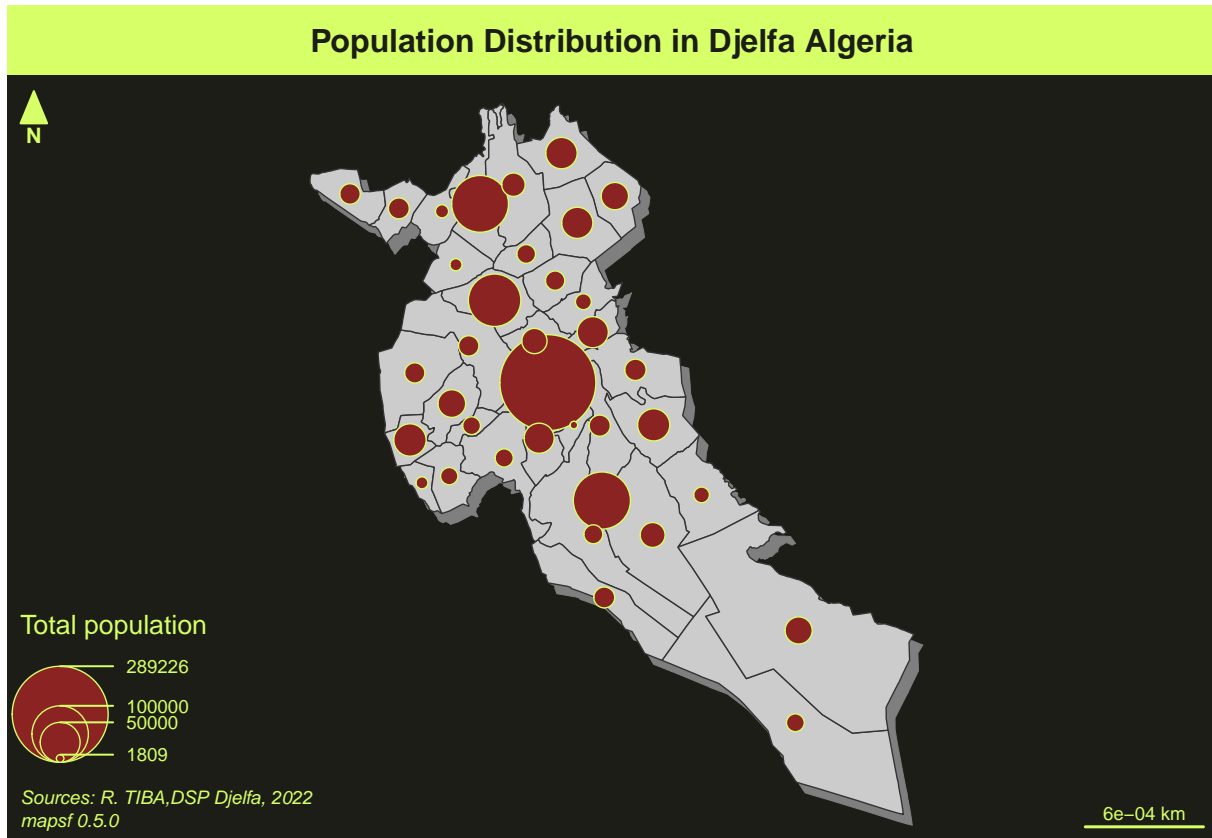 Population Distribution in Djelfa Algeria
N
Total population
289226
100000
50000
1809
Sources: R. TIBA,DSP Djelfa, 2022
mapsf 0.5.0
6e−04 km